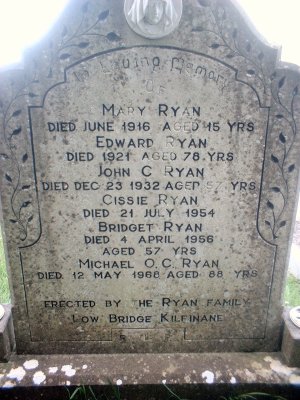 In Loving Memory
Of
Mary Ryan
Died June 1916 Aged 15 Yrs
Edward Ryan
Died 1921 Aged 78 Yrs
John C Ryan
Died Dec 23 1932 Aged 57 Yrs
Cissie Ryan
Died 21 July 1954
Bridget Ryan
Died 4 April 1956
Aged 57 Yrs
Michael O.C. Ryan
Died 12 May 1968 Aged 88 Yrs
Erected by the Ryan Family
Low Bridge Kilfinane
R.I.P.